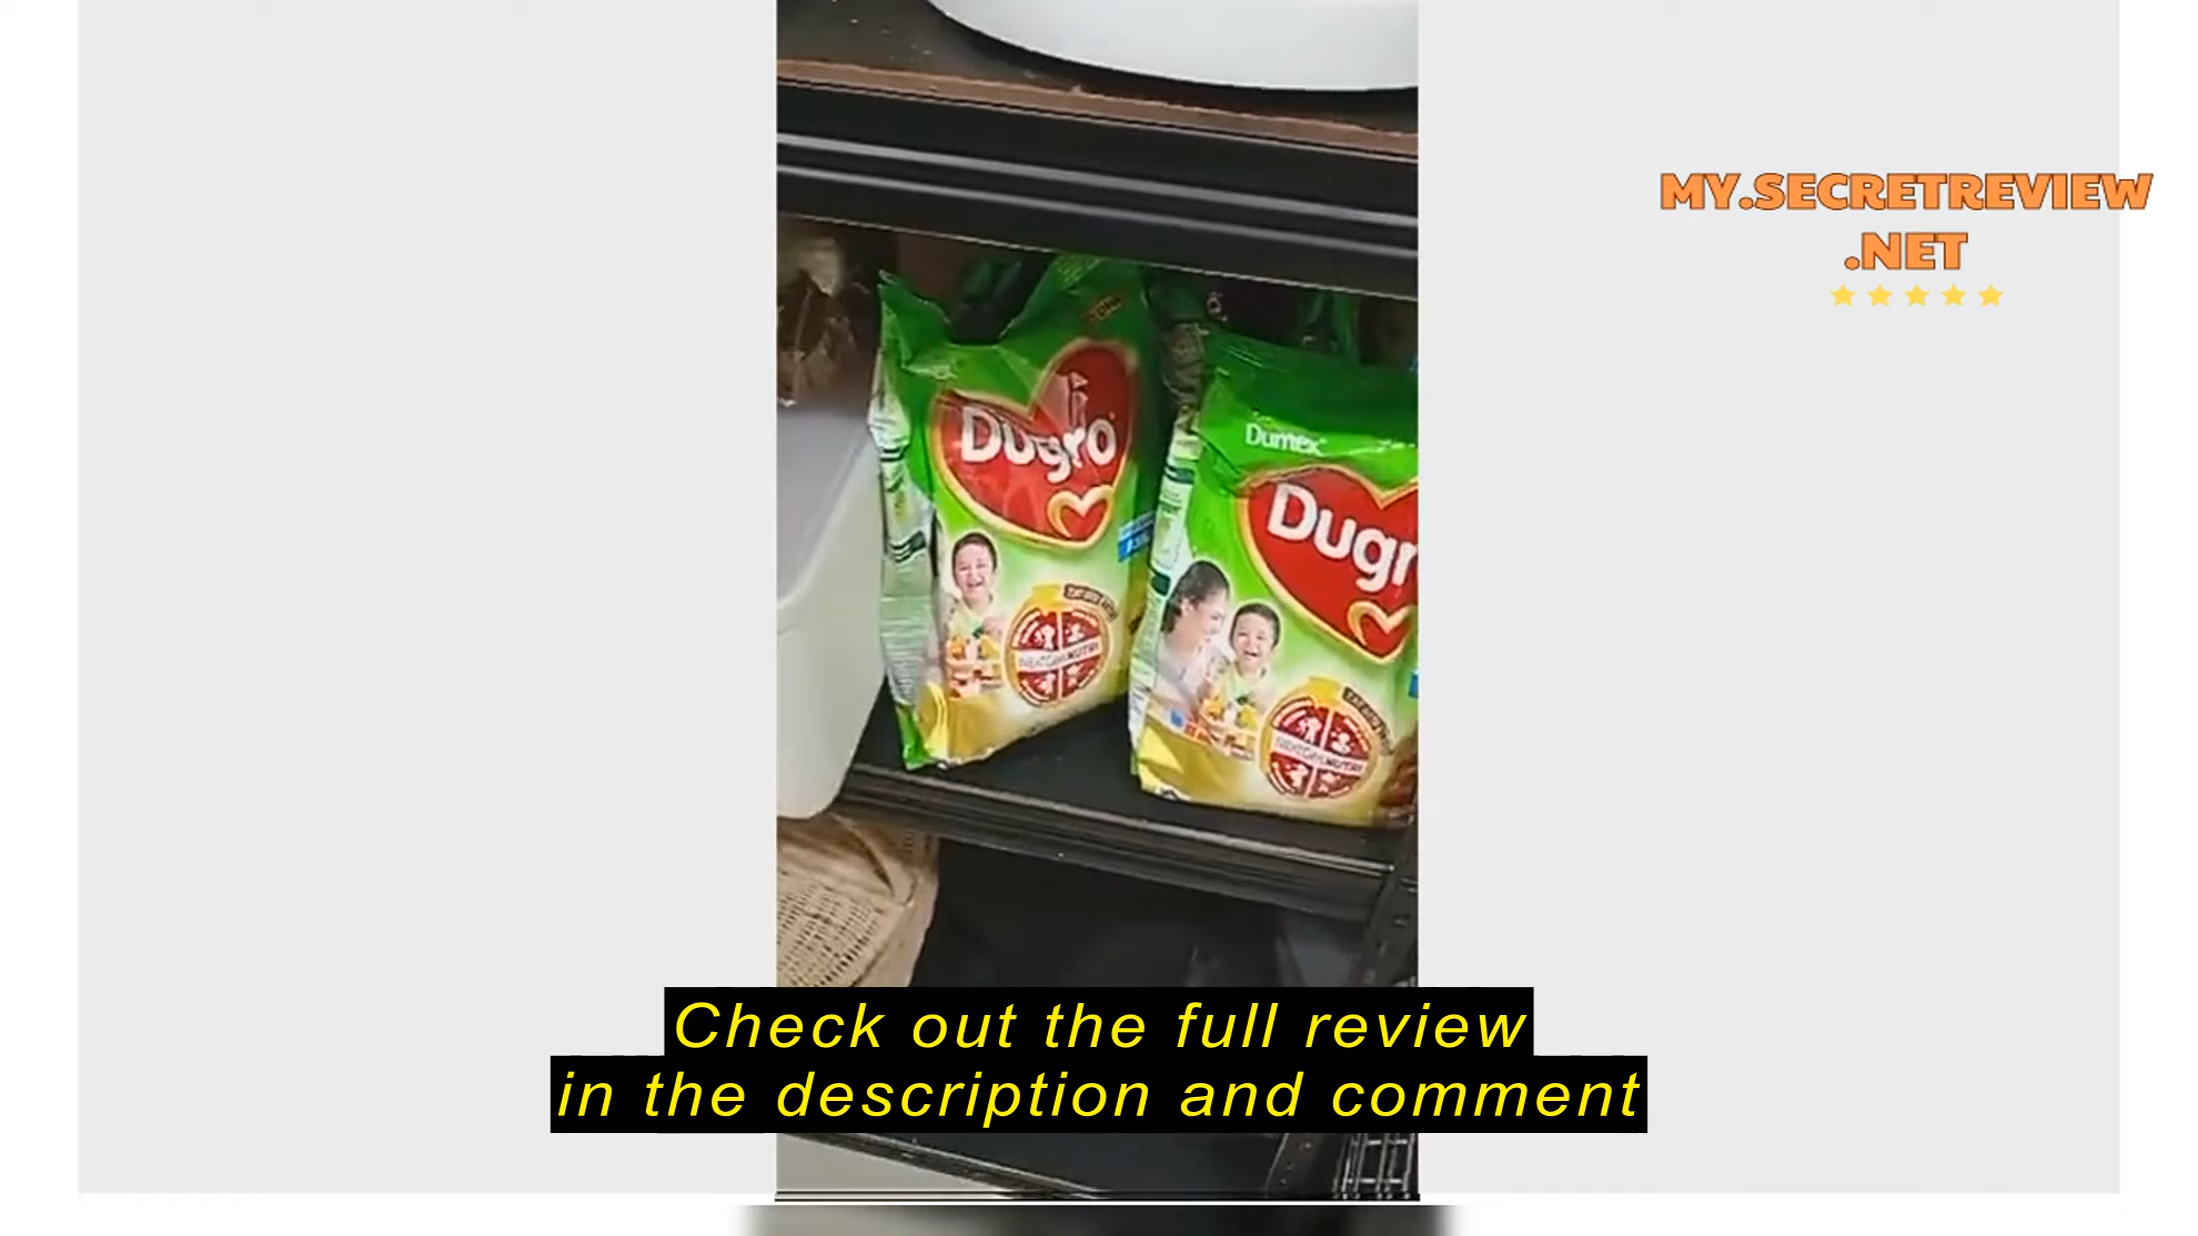 MY.SECRETREVIEW
.NET
Dugro
Dumex
Dugr
Check out the full review
in the description and comment